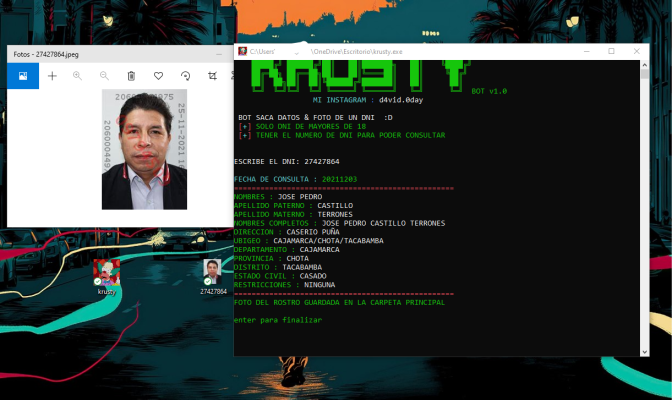 Fotos - 27427864.jpeg
25-11-2021
C:\Users\
\OneDrive\Escritorio\krusty.exe
KRUSTY
BOT v1.0
MI INSTAGRAM : d4vid.0day
BOT SACA DATOS & FOTO DE UN DNI :D
[+] SOLO DNI DE MAYORES DE 18
[+] TENER EL NUMERO DE DNI PARA PODER CONSULTAR
ESCRIBE EL DNI: 27427864
FECHA DE CONSULTA : 20211203
==================================================
NOMBRES : JOSE PEDRO
APELLIDO PATERNO : CASTILLO
APELLIDO MATERNO : TERRONES
NOMBRES COMPLETOS : JOSE PEDRO CASTILLO TERRONES
DIRECCION : CASERIO PUÑA
UBIGEO : CAJAMARCA/CHOTA/TACABAMBA
DEPARTAMENTO : CAJAMARCA
PROVINCIA : CHOTA
DISTRITO : TACABAMBA
ESTADO CIVIL : CASADO
RESTRICCIONES : NINGUNA
==================================================
FOTO DEL ROSTRO GUARDADA EN LA CARPETA PRINCIPAL
enter para finalizar
krusty
27427864